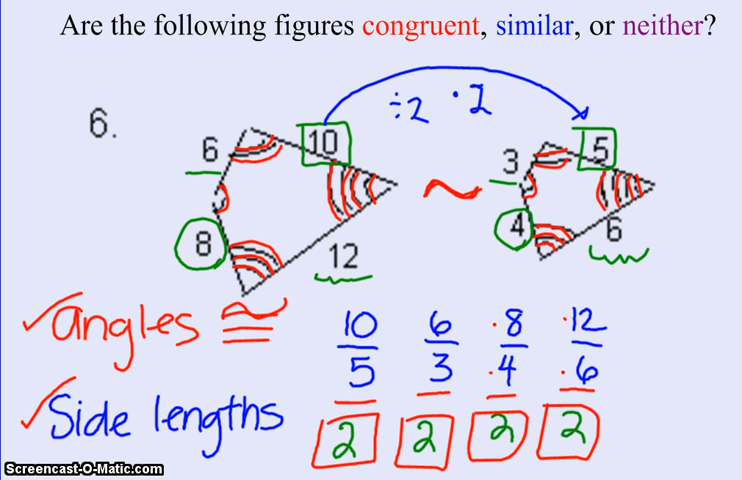 Are the following figures congruent, similar, or neither?
÷2 · 2
6.
6 10
3 5
~
8 12
4 6
✓ angles ≅
10/5 6/3 ·8/·4 ·12/·6
✓ Side lengths
2 2 2 2
Screencast-O-Matic.com